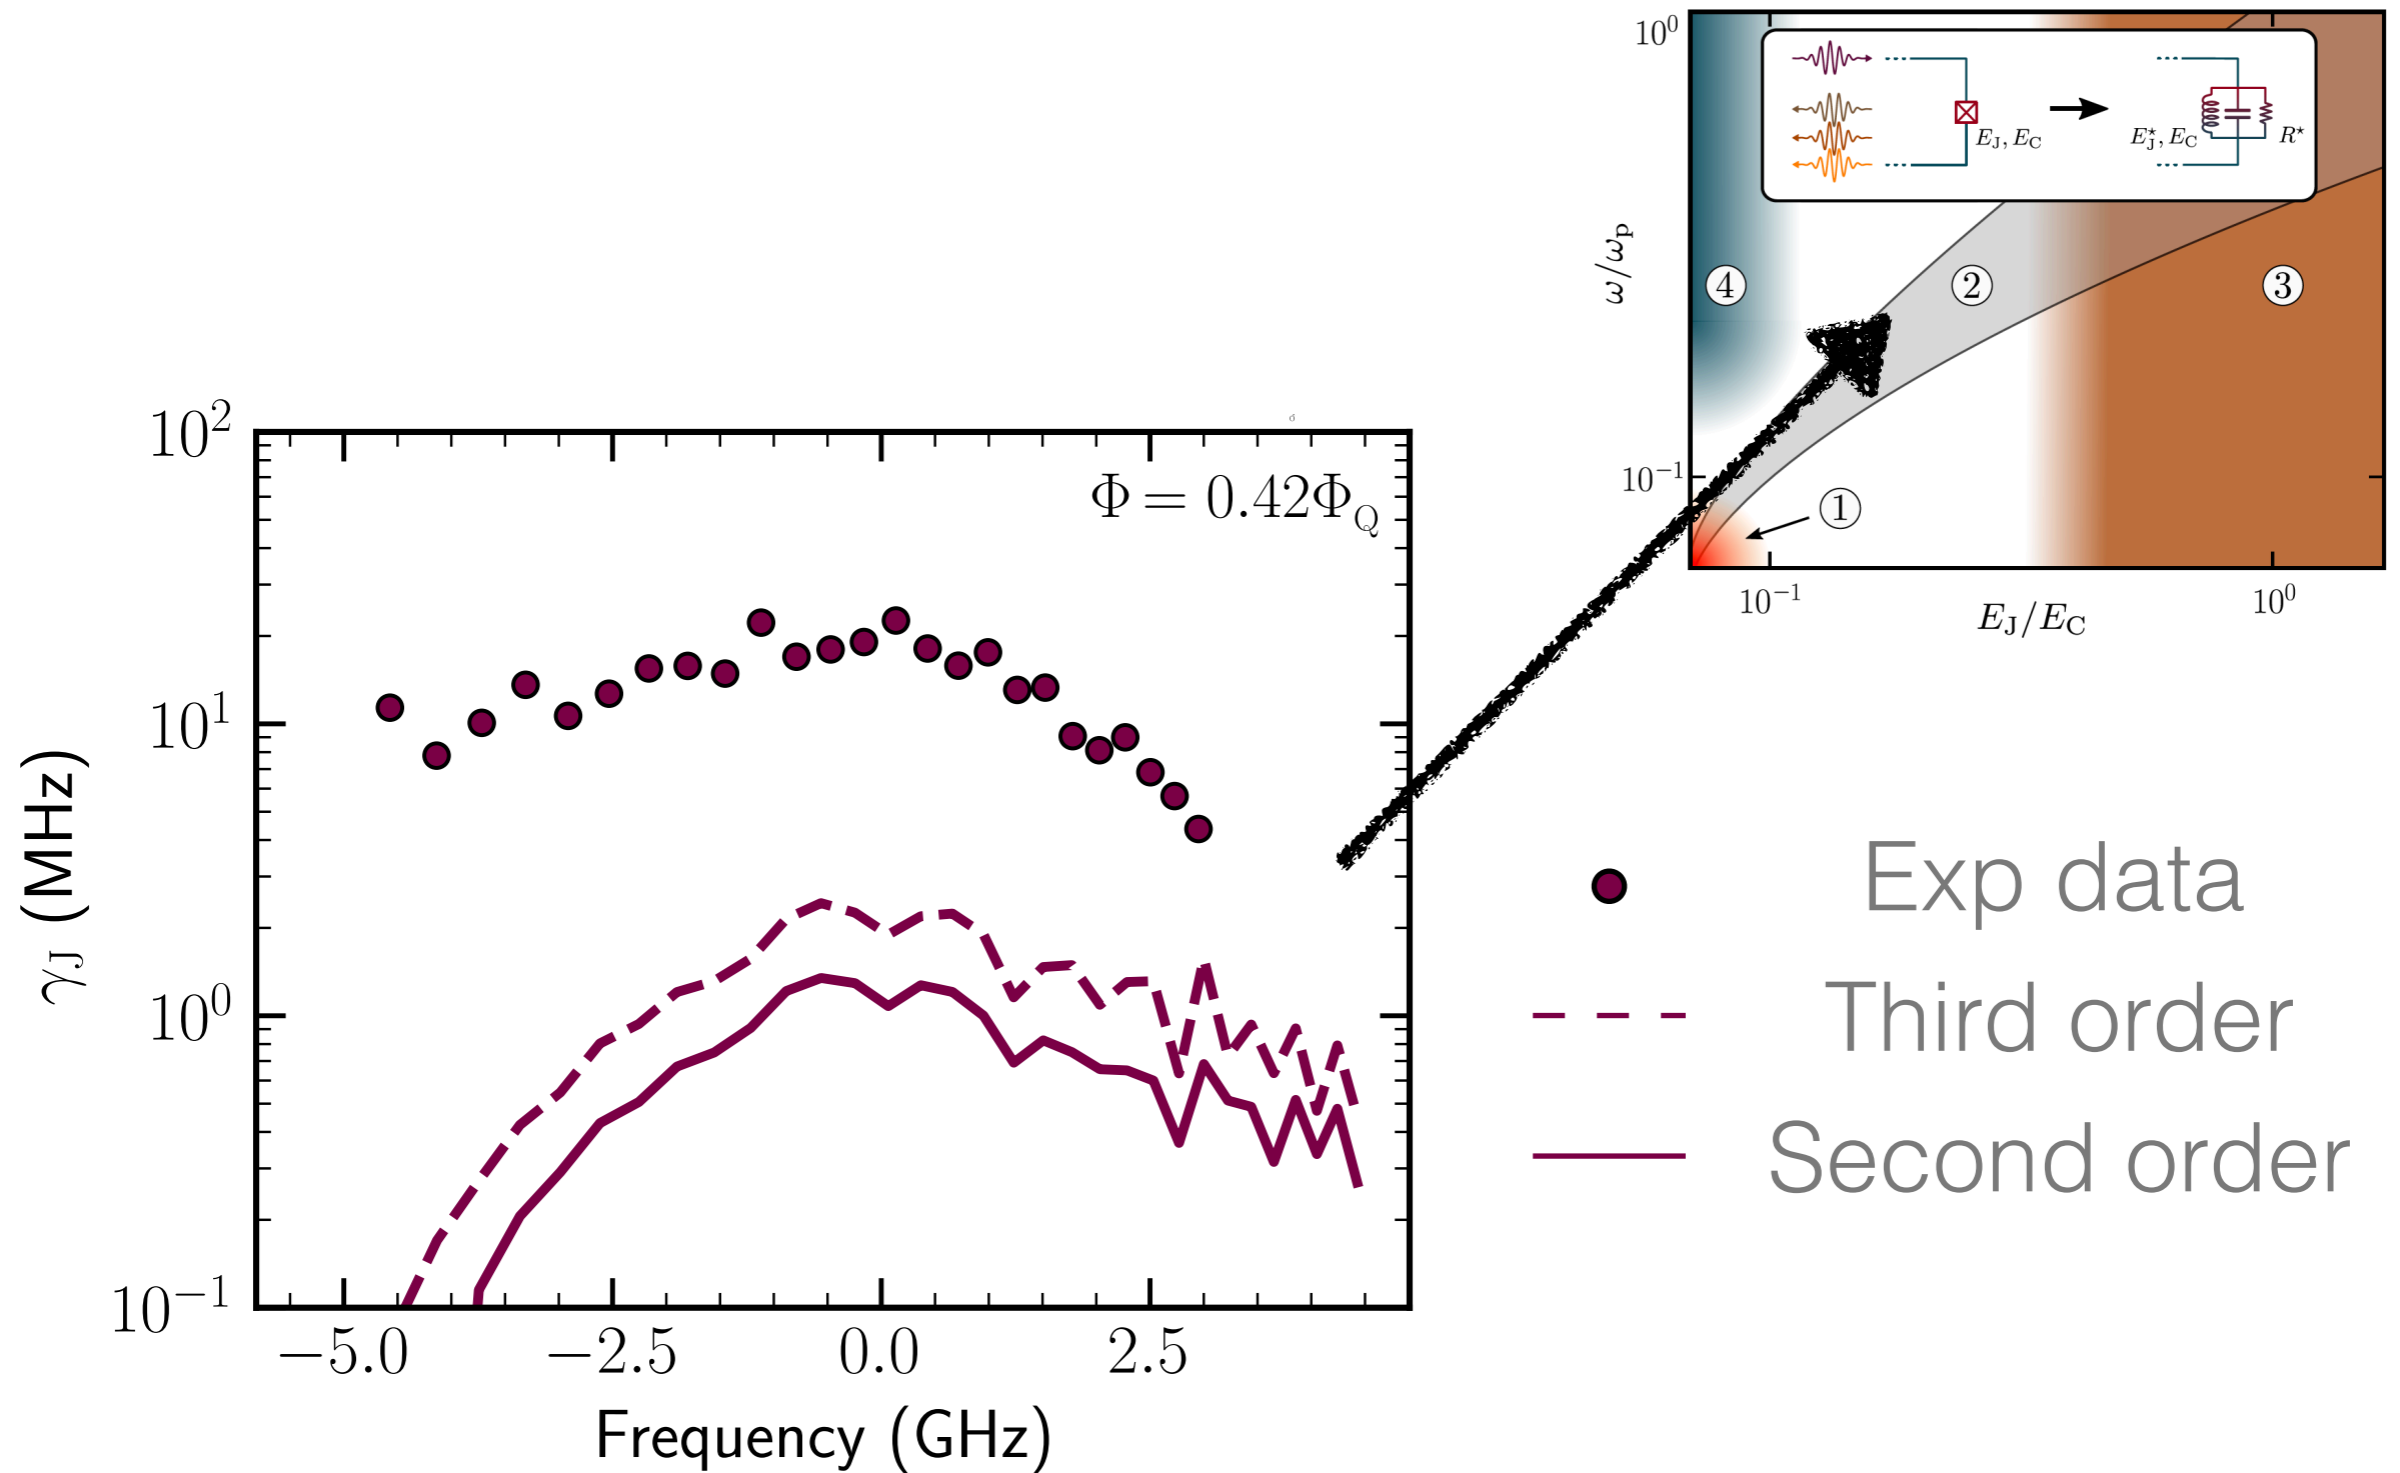 10^0
E_J, E_C
E_J^⋆, E_C
R^⋆
ω/ω_p
④
②
③
10^−1
①
10^−1
10^0
E_J/E_C
10^2
Φ = 0.42Φ_Q
10^1
γ_J (MHz)
10^0
10^−1
−5.0
−2.5
0.0
2.5
Frequency (GHz)
Exp data
Third order
Second order